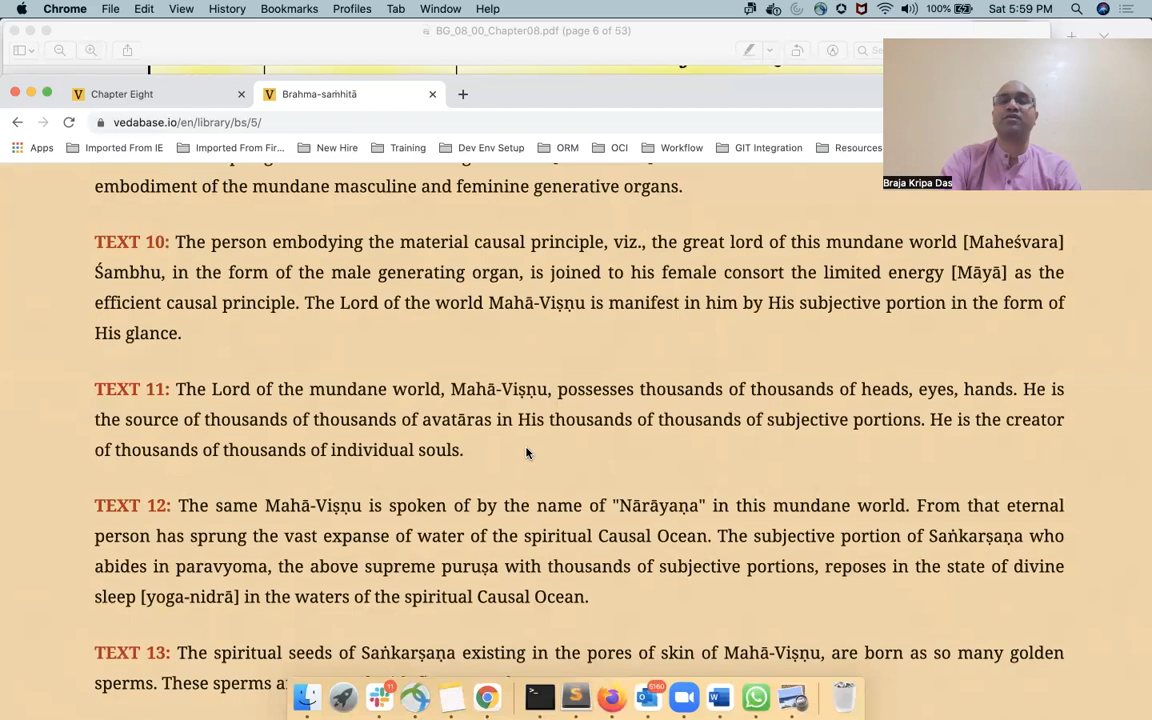 Chrome File Edit View History Bookmarks Profiles Tab Window Help 100% Sat 5:59 PM
BG_08_00_Chapter08.pdf (page 6 of 53)
Chapter Eight Brahma-saṁhitā
vedabase.io/en/library/bs/5/
Apps Imported From IE Imported From Fir... New Hire Training Dev Env Setup ORM OCI Workflow GIT Integration Resources
Braja Kripa Das
embodiment of the mundane masculine and feminine generative organs.
TEXT 10: The person embodying the material causal principle, viz., the great lord of this mundane world [Maheśvara]
Śambhu, in the form of the male generating organ, is joined to his female consort the limited energy [Māyā] as the
efficient causal principle. The Lord of the world Mahā-Viṣṇu is manifest in him by His subjective portion in the form of
His glance.
TEXT 11: The Lord of the mundane world, Mahā-Viṣṇu, possesses thousands of thousands of heads, eyes, hands. He is
the source of thousands of thousands of avatāras in His thousands of thousands of subjective portions. He is the creator
of thousands of thousands of individual souls.
TEXT 12: The same Mahā-Viṣṇu is spoken of by the name of "Nārāyaṇa" in this mundane world. From that eternal
person has sprung the vast expanse of water of the spiritual Causal Ocean. The subjective portion of Saṅkarṣaṇa who
abides in paravyoma, the above supreme puruṣa with thousands of subjective portions, reposes in the state of divine
sleep [yoga-nidrā] in the waters of the spiritual Causal Ocean.
TEXT 13: The spiritual seeds of Saṅkarṣaṇa existing in the pores of skin of Mahā-Viṣṇu, are born as so many golden
sperms. These sperms
11 5160